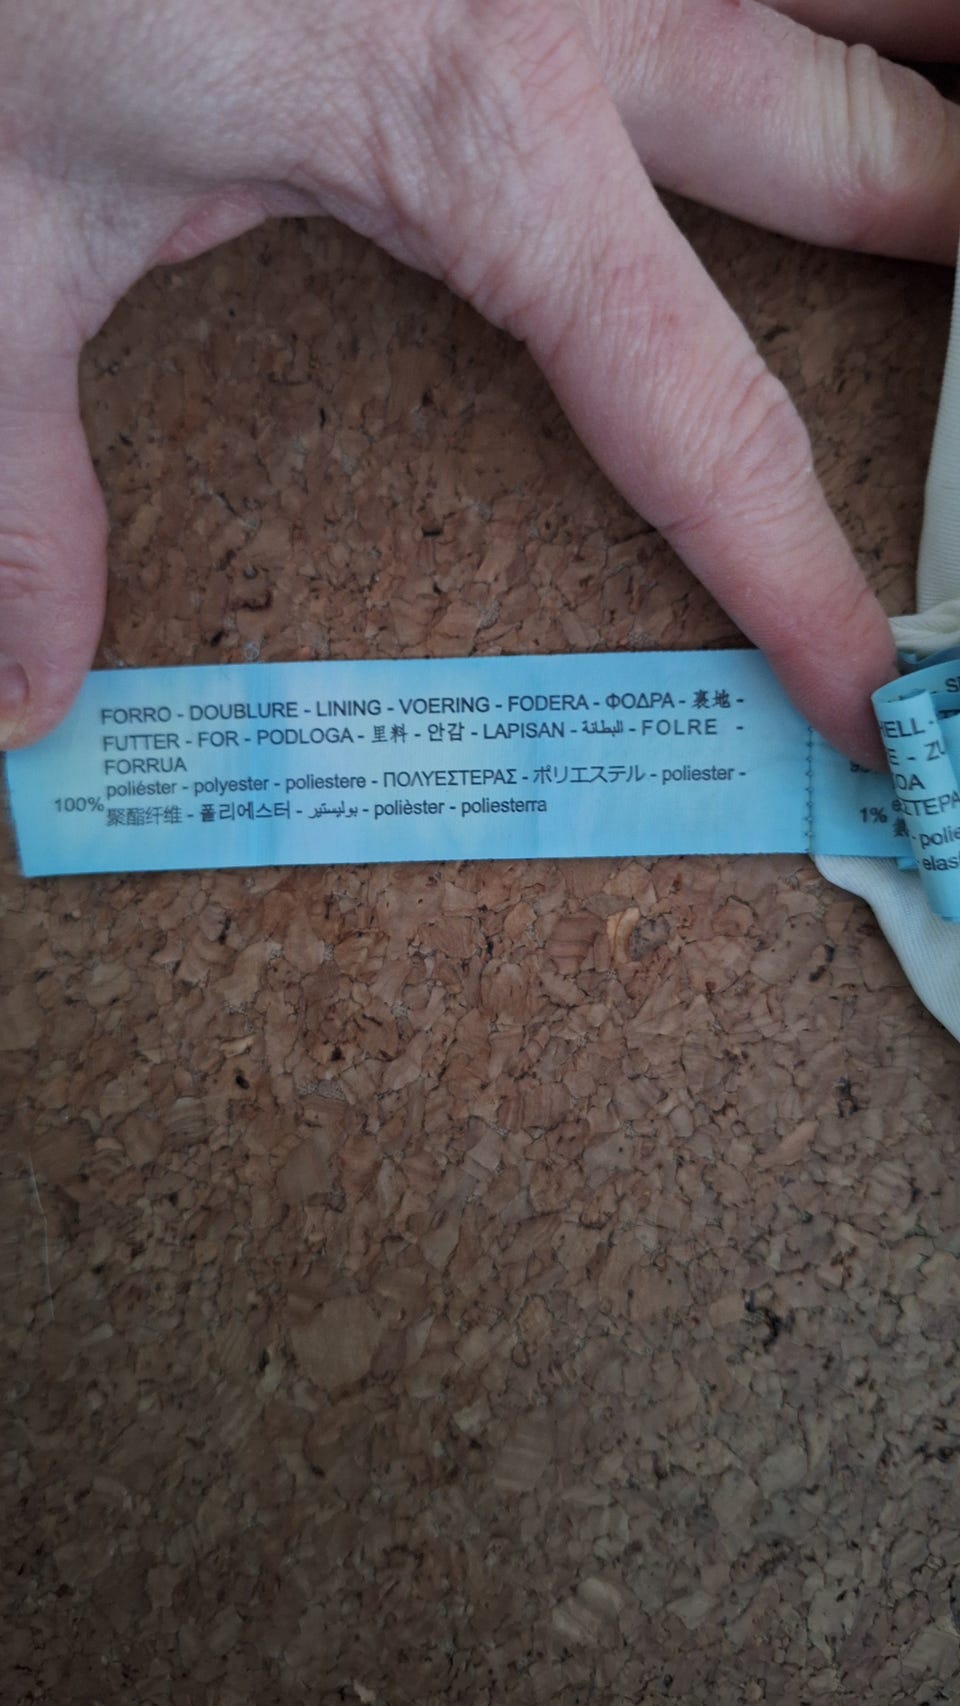 FORRO - DOUBLURE - LINING - VOERING - FODERA - ΦΟΔΡΑ - 裏地 -
FUTTER - FOR - PODLOGA - 里料 - 안감 - LAPISAN - البطانة - FOLRE -
FORRUA
poliéster - polyester - poliestere - ΠΟΛΥΕΣΤΕΡΑΣ - ポリエステル - poliester -
100% 聚酯纤维 - 폴리에스터 - بوليستير - polièster - poliesterra
1%